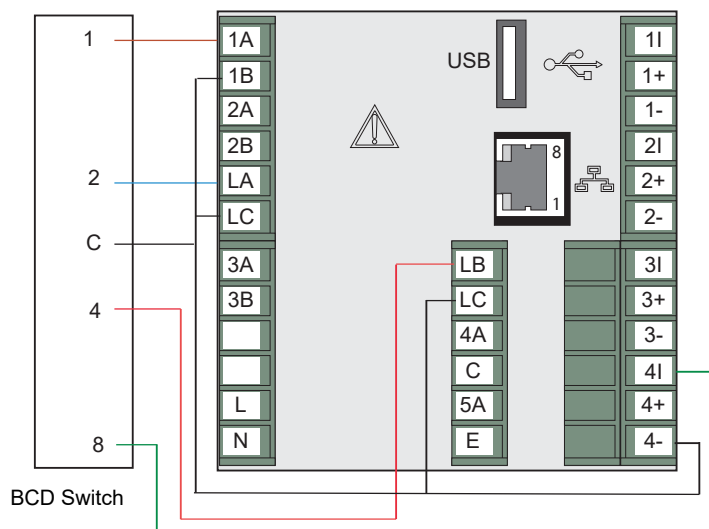 1
2
C
4
8
BCD Switch
1A
1B
2A
2B
LA
LC
3A
3B
L
N
USB
8
1
LB
LC
4A
C
5A
E
1I
1+
1-
2I
2+
2-
3I
3+
3-
4I
4+
4-